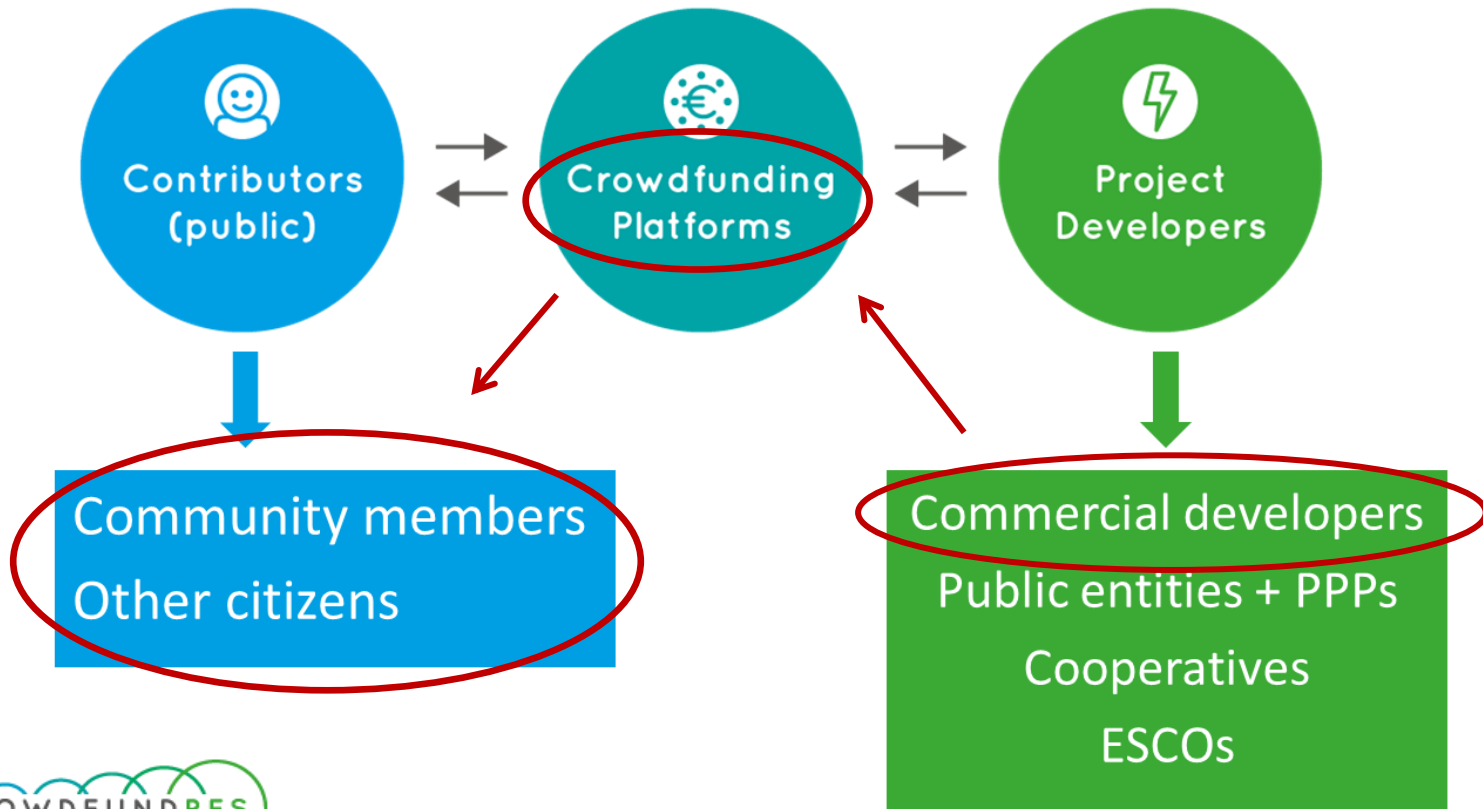 Contributors
(public)
€
Crowdfunding
Platforms
Project
Developers
Community members
Other citizens
Commercial developers
Public entities + PPPs
Cooperatives
ESCOs